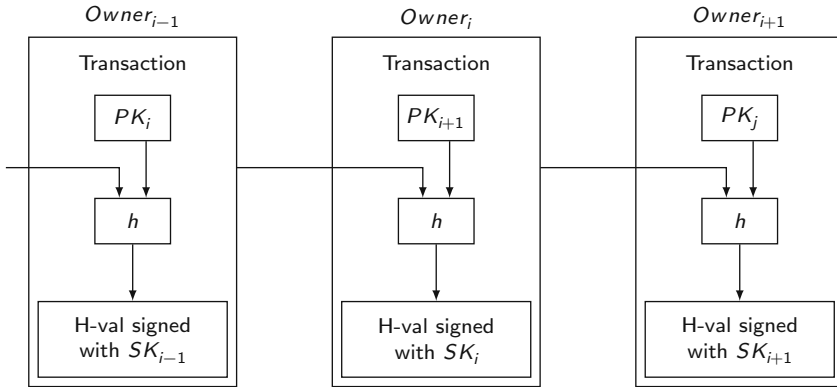 Owner_{i−1}
Transaction
PK_i
h
H-val signed
with SK_{i−1}
Owner_i
Transaction
PK_{i+1}
h
H-val signed
with SK_i
Owner_{i+1}
Transaction
PK_j
h
H-val signed
with SK_{i+1}